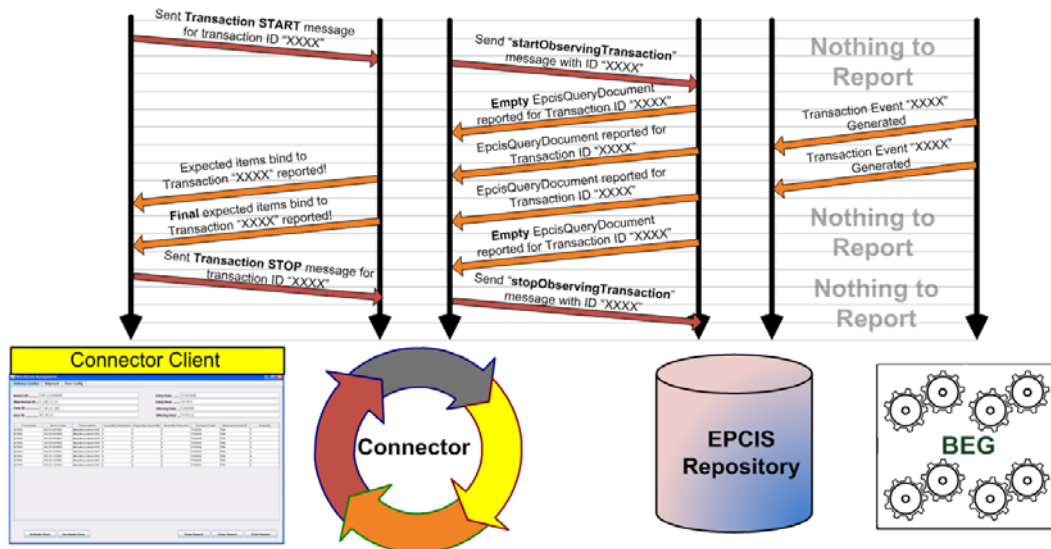 Sent Transaction START message
for transaction ID “XXXX”
Send “startObservingTransaction”
message with ID “XXXX”
Nothing to
Report
Empty EpcisQueryDocument
reported for Transaction ID “XXXX”
Transaction Event “XXXX”
Generated
EpcisQueryDocument reported for
Transaction ID “XXXX”
Transaction Event “XXXX”
Generated
Expected items bind to
Transaction “XXXX” reported!
EpcisQueryDocument reported for
Transaction ID “XXXX”
Final expected items bind to
Transaction “XXXX” reported!
Empty EpcisQueryDocument
reported for Transaction ID “XXXX”
Nothing to
Report
Sent Transaction STOP message for
transaction ID “XXXX”
Send “stopObservingTransaction”
message with ID “XXXX”
Nothing to
Report
Connector Client
Connector
EPCIS
Repository
BEG